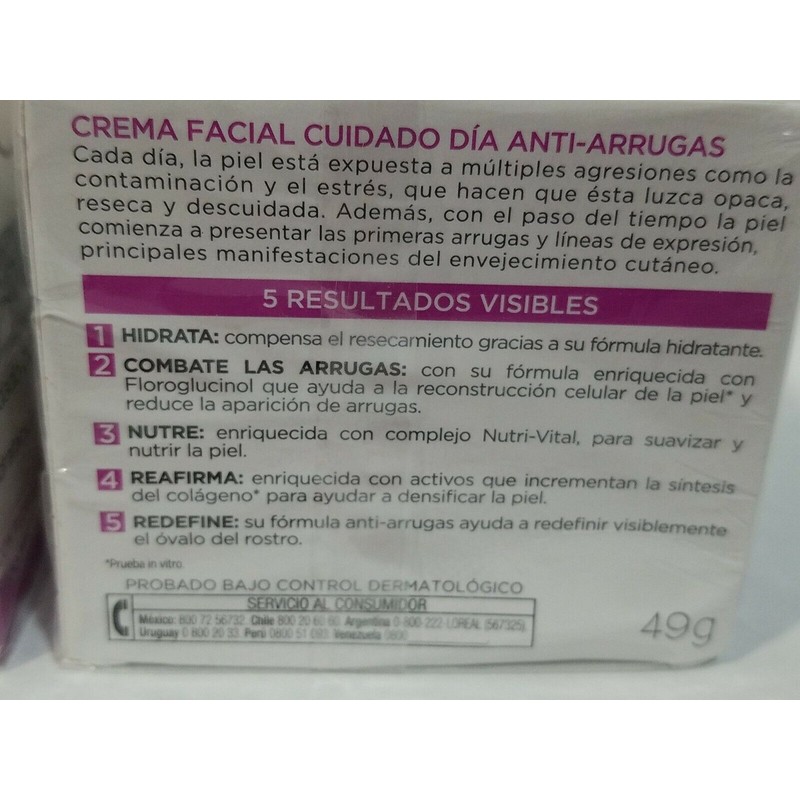 CREMA FACIAL CUIDADO DÍA ANTI-ARRUGAS
Cada día, la piel está expuesta a múltiples agresiones como la
contaminación y el estrés, que hacen que ésta luzca opaca,
reseca y descuidada. Además, con el paso del tiempo la piel
comienza a presentar las primeras arrugas y líneas de expresión,
principales manifestaciones del envejecimiento cutáneo.
5 RESULTADOS VISIBLES
1 HIDRATA: compensa el resecamiento gracias a su fórmula hidratante.
2 COMBATE LAS ARRUGAS: con su fórmula enriquecida con
Floroglucinol que ayuda a la reconstrucción celular de la piel* y
reduce la aparición de arrugas.
3 NUTRE: enriquecida con complejo Nutri-Vital, para suavizar y
nutrir la piel.
4 REAFIRMA: enriquecida con activos que incrementan la síntesis
del colágeno* para ayudar a densificar la piel.
5 REDEFINE: su fórmula anti-arrugas ayuda a redefinir visiblemente
el óvalo del rostro.
*Prueba in vitro.
PROBADO BAJO CONTROL DERMATOLÓGICO
SERVICIO AL CONSUMIDOR
México: 800 72 56732 Chile 800 20 Argentina 0-800-222-LOREAL (567325)
Uruguay 0 800 20 33 Perú 0800 51 Venezuela 0800
49g